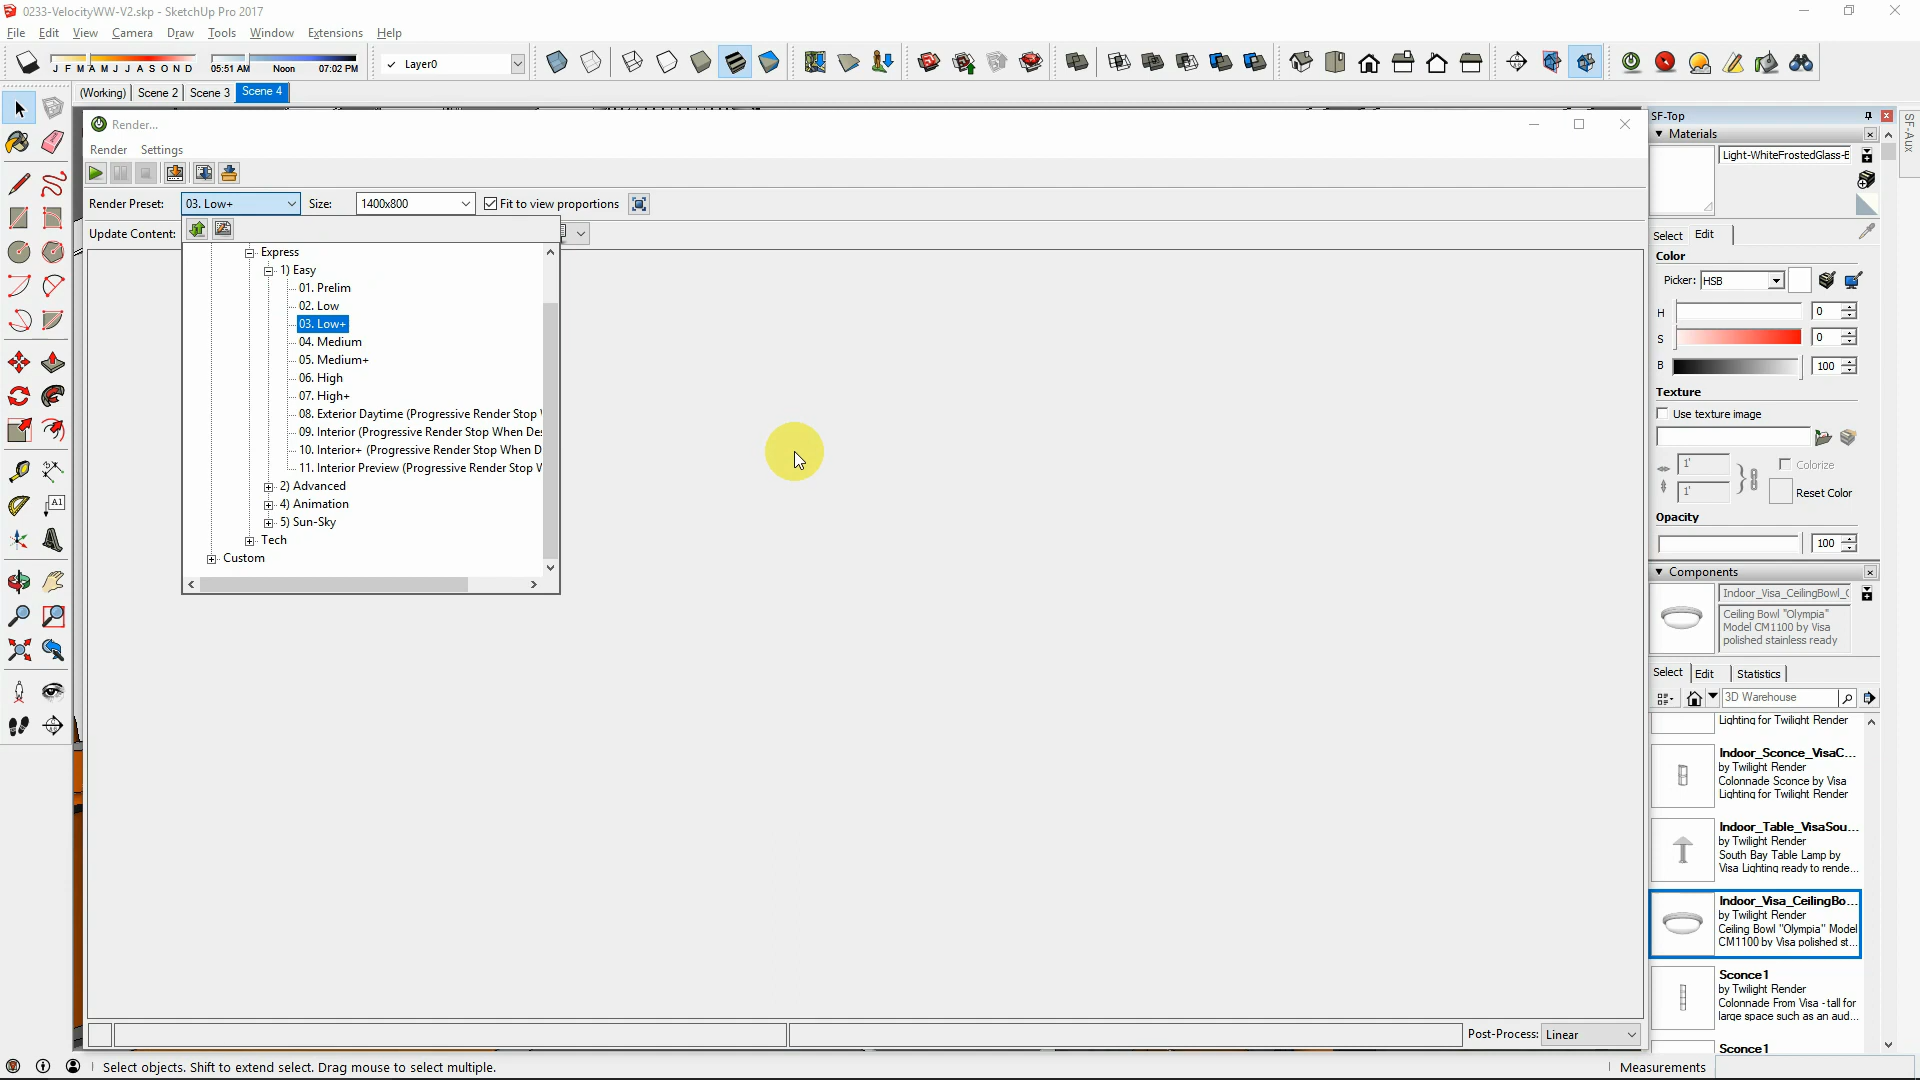 0233-VelocityWW-V2.skp - SketchUp Pro 2017
File Edit View Camera Draw Tools Window Extensions Help
J F M A M J J A S O N D 05:51 AM Noon 07:02 PM Layer0
(Working) Scene 2 Scene 3 Scene 4
Render...
Render Settings
Render Preset: 03. Low+ Size: 1400x800 Fit to view proportions
Update Content:
Express
1) Easy
01. Prelim
02. Low
03. Low+
04. Medium
05. Medium+
06. High
07. High+
08. Exterior Daytime (Progressive Render Stop
09. Interior (Progressive Render Stop When De
10. Interior+ (Progressive Render Stop When D
11. Interior Preview (Progressive Render Stop
2) Advanced
4) Animation
5) Sun-Sky
Tech
Custom
Post-Process: Linear
Select objects. Shift to extend select. Drag mouse to select multiple.
Measurements
SF-Top
SF-Aux
Materials
Light-WhiteFrostedGlass-E
Select Edit
Color
Picker: HSB
H 0
S 0
B 100
Texture
Use texture image
1' Colorize
1' Reset Color
Opacity
100
Components
Indoor_Visa_CeilingBowl_C
Ceiling Bowl "Olympia"
Model CM1100 by Visa
polished stainless ready
Select Edit Statistics
3D Warehouse
Lighting for Twilight Render
Indoor_Sconce_VisaC...
by Twilight Render
Colonnade Sconce by Visa
Lighting for Twilight Render
Indoor_Table_VisaSou...
by Twilight Render
South Bay Table Lamp by
Visa Lighting ready to rende...
Indoor_Visa_CeilingBo...
by Twilight Render
Ceiling Bowl "Olympia" Model
CM1100 by Visa polished st...
Sconce1
by Twilight Render
Colonnade From Visa - tall for
large space such as an aud...
Sconce1